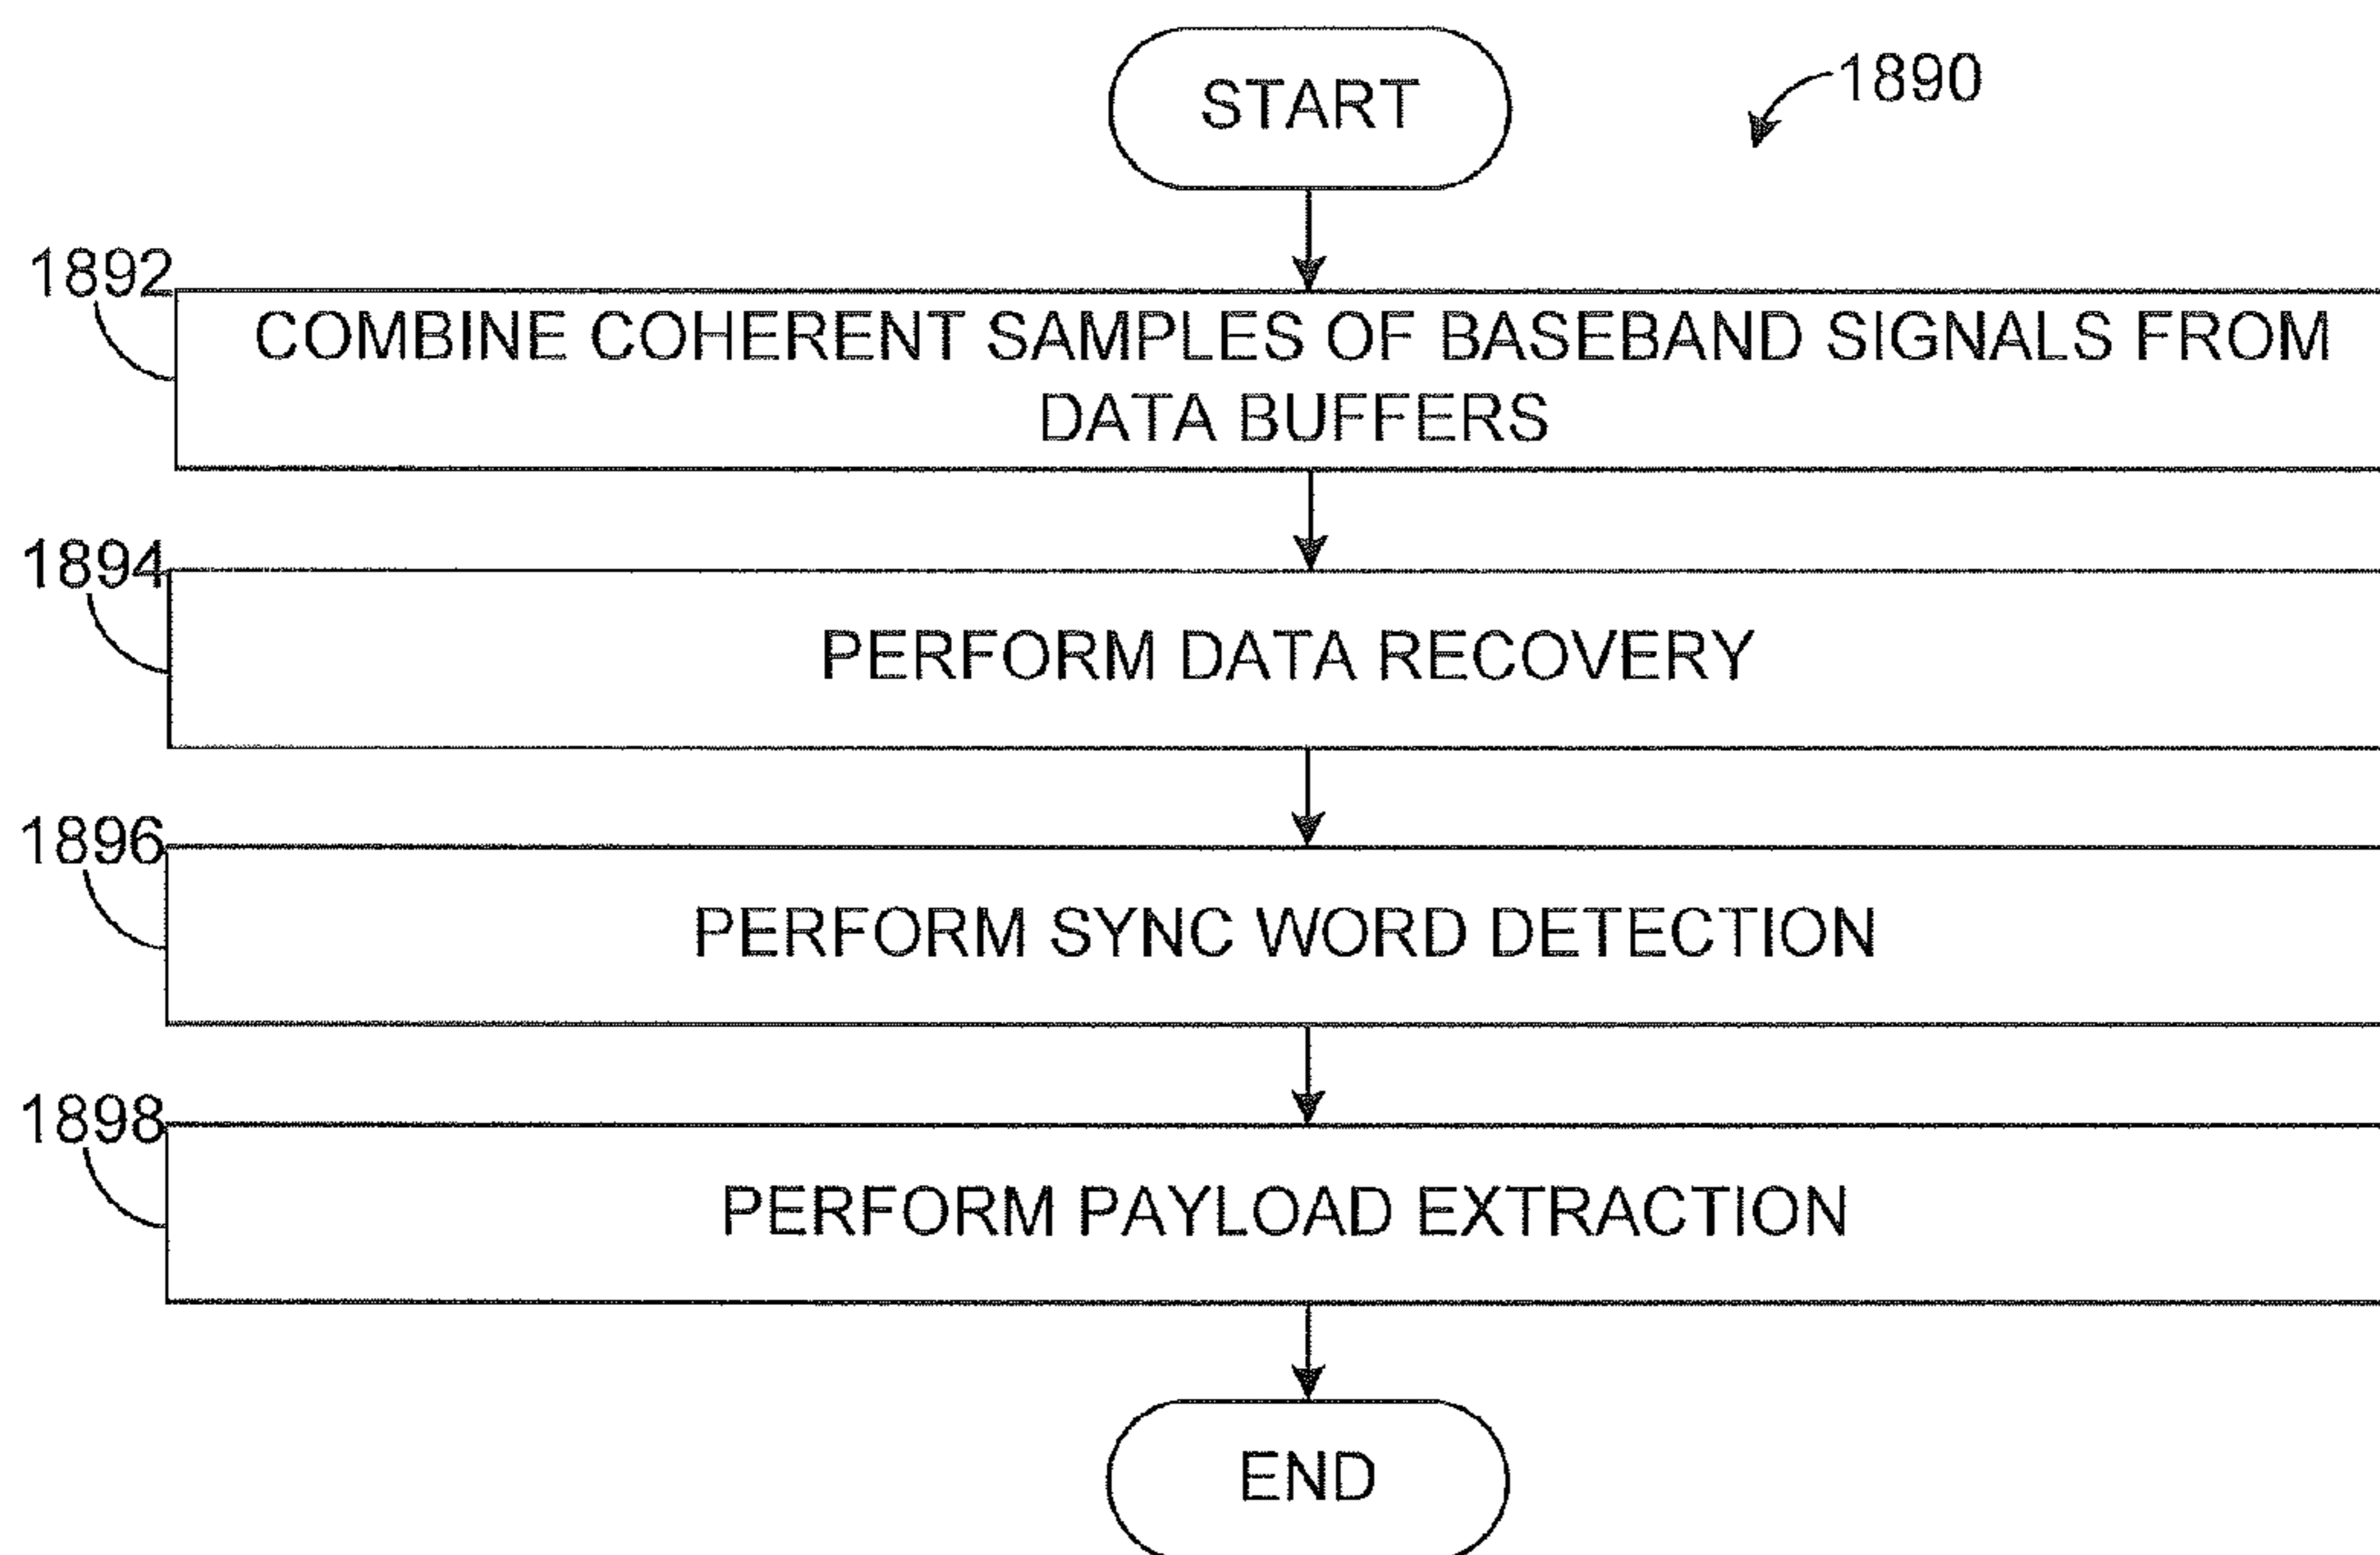 START
1890
1892
COMBINE COHERENT SAMPLES OF BASEBAND SIGNALS FROM
DATA BUFFERS
1894
PERFORM DATA RECOVERY
1896
PERFORM SYNC WORD DETECTION
1898
PERFORM PAYLOAD EXTRACTION
END